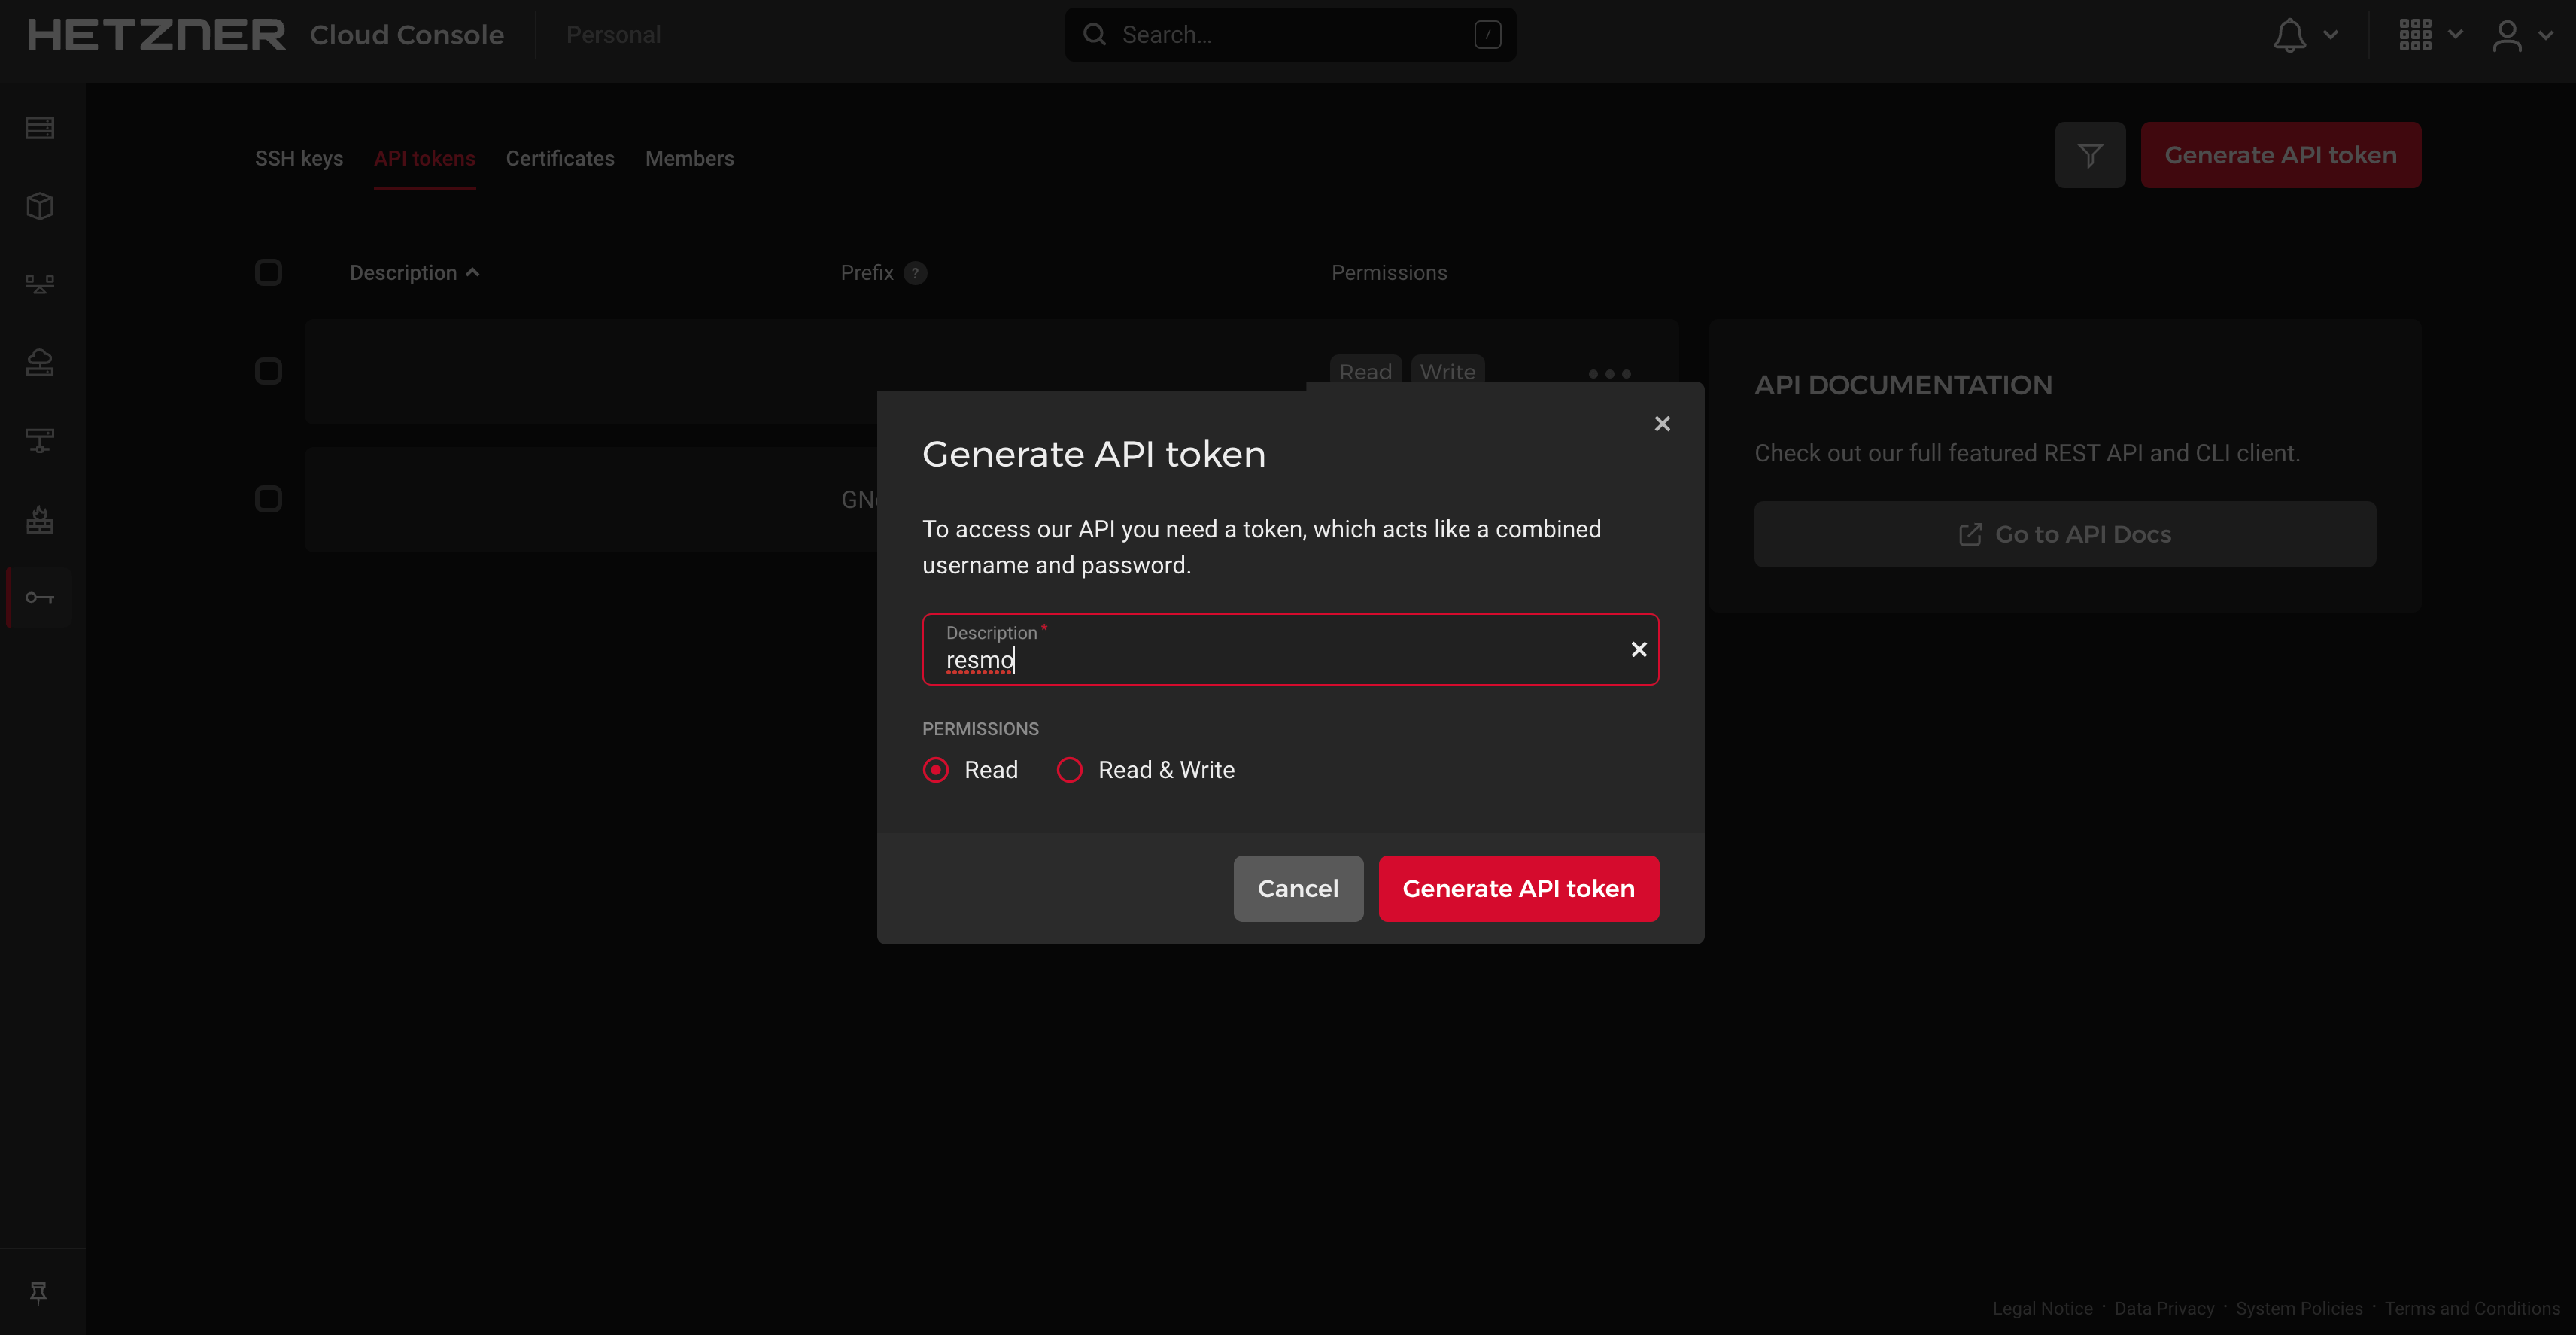 HETZNER Cloud Console Personal
Search... /
SSH keys API tokens Certificates Members
Generate API token
Description Prefix ? Permissions
Read Write
API DOCUMENTATION
Check out our full featured REST API and CLI client.
Go to API Docs
Generate API token
To access our API you need a token, which acts like a combined
username and password.
Description *
resmo
PERMISSIONS
Read Read & Write
Cancel Generate API token
Legal Notice · Data Privacy · System Policies · Terms and Conditions